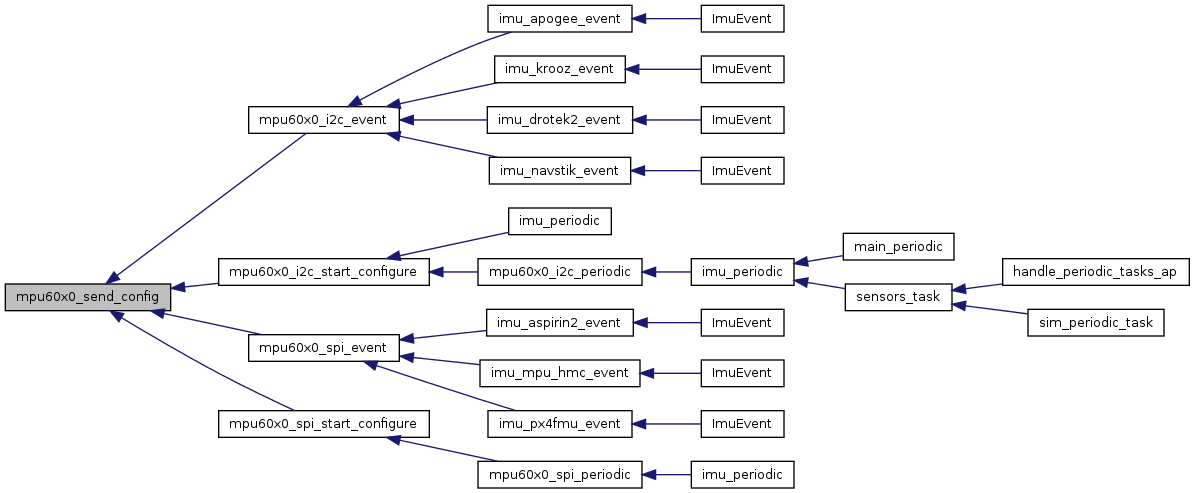 imu_apogee_event
ImuEvent
imu_krooz_event
ImuEvent
mpu60x0_i2c_event
imu_drotek2_event
ImuEvent
imu_navstik_event
ImuEvent
imu_periodic
main_periodic
mpu60x0_i2c_start_configure
mpu60x0_i2c_periodic
imu_periodic
handle_periodic_tasks_ap
mpu60x0_send_config
sensors_task
imu_aspirin2_event
ImuEvent
sim_periodic_task
mpu60x0_spi_event
imu_mpu_hmc_event
ImuEvent
mpu60x0_spi_start_configure
imu_px4fmu_event
ImuEvent
mpu60x0_spi_periodic
imu_periodic